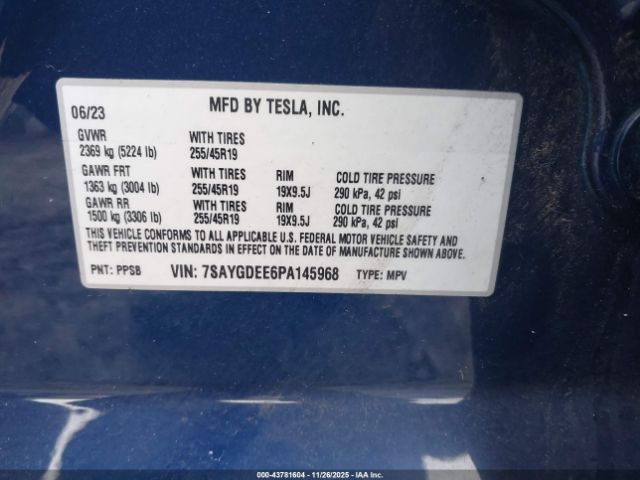 06/23 MFD BY TESLA, INC.
GVWR WITH TIRES
2369 kg (5224 lb) 255/45R19
GAWR FRT WITH TIRES RIM COLD TIRE PRESSURE
1363 kg (3004 lb) 255/45R19 19X9.5J 290 kPa, 42 psi
GAWR RR WITH TIRES RIM COLD TIRE PRESSURE
1500 kg (3306 lb) 255/45R19 19X9.5J 290 kPa, 42 psi
THIS VEHICLE CONFORMS TO ALL APPLICABLE U.S. FEDERAL MOTOR VEHICLE SAFETY AND
THEFT PREVENTION STANDARDS IN EFFECT ON THE DATE OF MANUFACTURE SHOWN ABOVE.
PNT: PPSB VIN: 7SAYGDEE6PA145968 TYPE: MPV
000-43781604 - 11/26/2025 - IAA Inc.